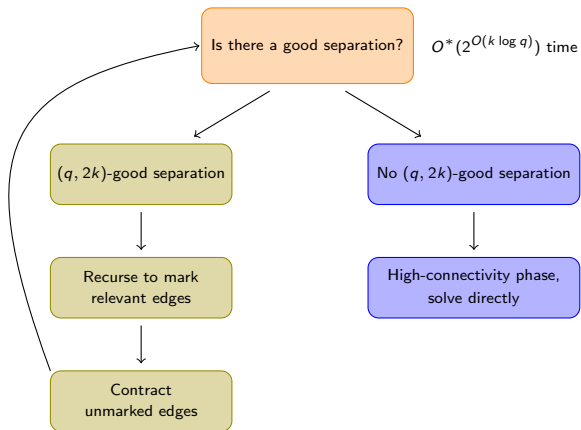 Is there a good separation?
O*(2^{O(k log q)}) time
(q, 2k)-good separation
No (q, 2k)-good separation
Recurse to mark
relevant edges
High-connectivity phase,
solve directly
Contract
unmarked edges